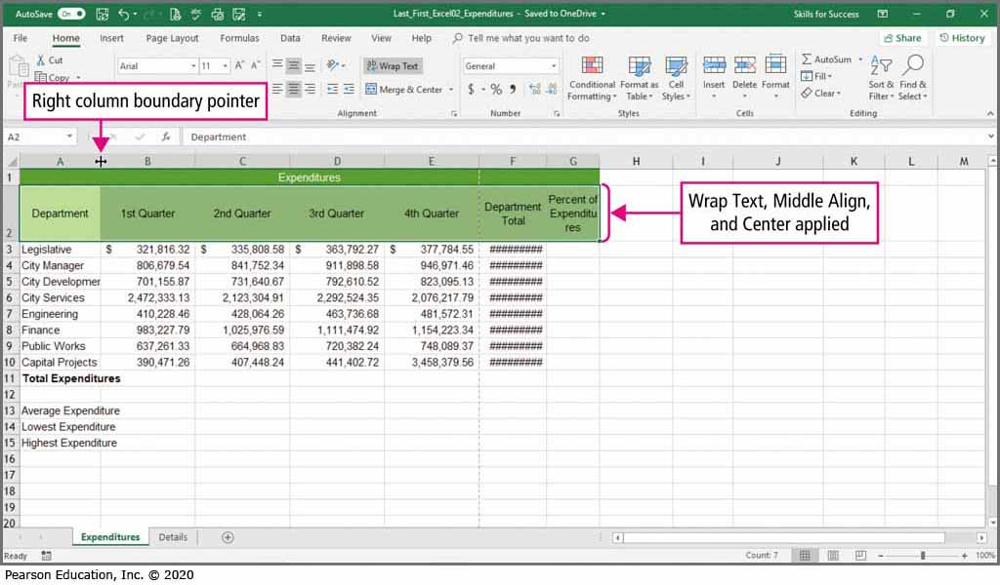 AutoSave On Last_First_Excel02_Expenditures - Saved to OneDrive Skills for Success
File Home Insert Page Layout Formulas Data Review View Help Tell me what you want to do Share History
Cut
Copy
Arial 11 A A
Wrap Text
Merge & Center
General
$ % ,
Conditional Formatting
Format as Table
Cell Styles
Insert Delete Format
AutoSum
Fill
Clear
Sort & Filter
Find & Select
Alignment Number Styles Cells Editing
Right column boundary pointer
A2 fx Department
A B C D E F G H I J K L M
1 Expenditures
2 Department 1st Quarter 2nd Quarter 3rd Quarter 4th Quarter Department Total Percent of Expenditu res
Wrap Text, Middle Align,
and Center applied
3 Legislative $ 321,816.32 $ 335,808.58 $ 363,792.27 $ 377,784.55 #########
4 City Manager 806,679.54 841,752.34 911,898.58 946,971.46 #########
5 City Developmer 701,155.87 731,640.67 792,610.52 823,095.13 #########
6 City Services 2,472,333.13 2,123,304.91 2,292,524.35 2,076,217.79 #########
7 Engineering 410,228.46 428,064.26 463,736.68 481,572.31 #########
8 Finance 983,227.79 1,025,976.59 1,111,474.92 1,154,223.34 #########
9 Public Works 637,261.33 664,968.83 720,382.24 748,089.37 #########
10 Capital Projects 390,471.26 407,448.24 441,402.72 3,458,379.56 #########
11 Total Expenditures
12
13 Average Expenditure
14 Lowest Expenditure
15 Highest Expenditure
16
17
18
19
20
Expenditures Details
Ready Count: 7 100%
Pearson Education, Inc. © 2020